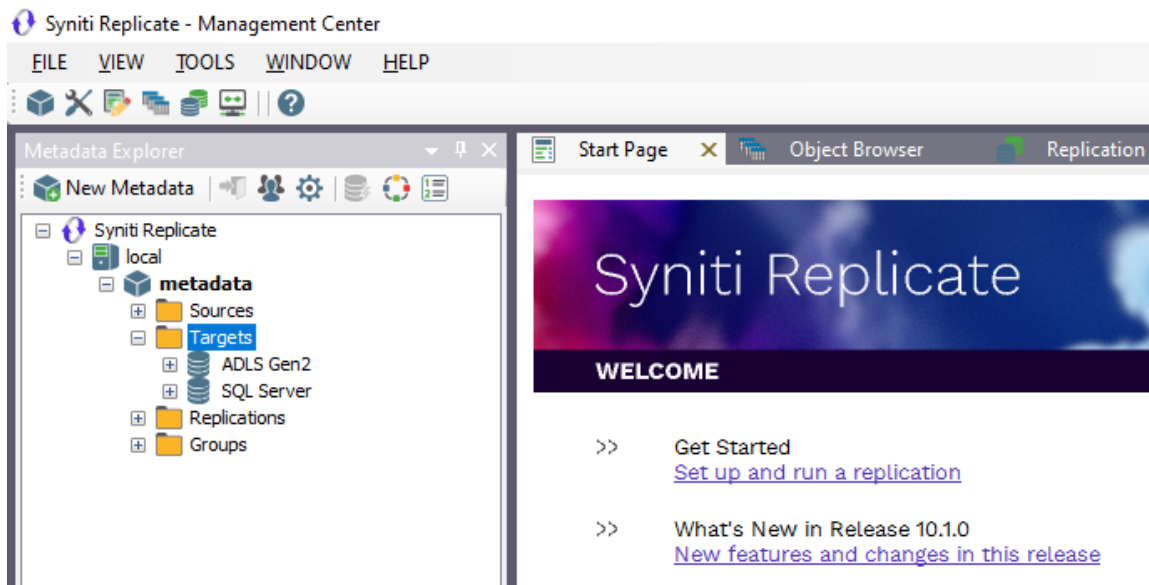 Syniti Replicate - Management Center
FILE VIEW TOOLS WINDOW HELP
Metadata Explorer
New Metadata
Syniti Replicate
local
metadata
Sources
Targets
ADLS Gen2
SQL Server
Replications
Groups
Start Page Object Browser Replication
Syniti Replicate
WELCOME
>> Get Started
Set up and run a replication
>> What's New in Release 10.1.0
New features and changes in this release